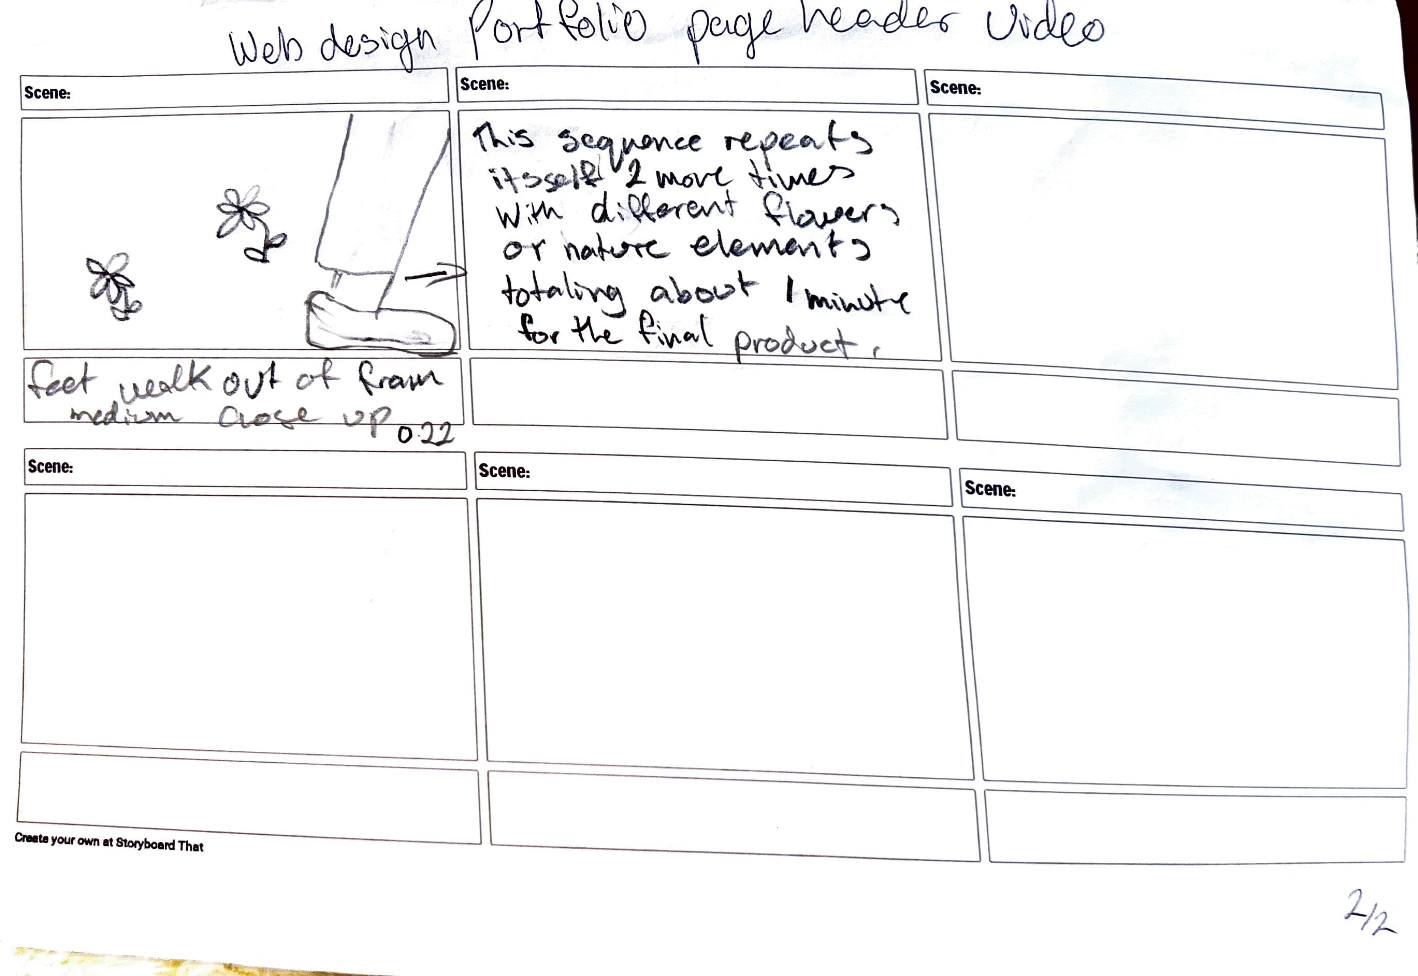 Web design Portfolio page header video
Scene:
Scene:
Scene:
This sequence repeats
itsself 2 more times
with different flowers
or nature elements
totaling about 1 minute
for the final product.
feet walk out of fram
medium close up 0:22
Scene:
Scene:
Scene:
Create your own at Storyboard That
2/2